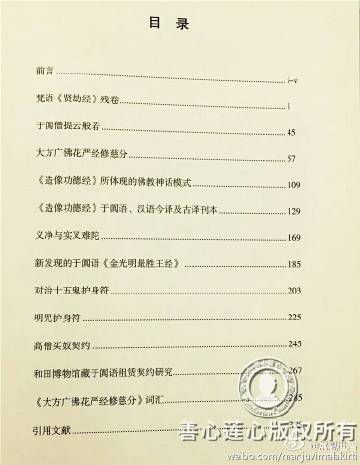 目 录
前言 i-v
梵语《贤劫经》残卷 1
于阗僧提云般若 45
大方广佛花严经修慈分 57
《造像功德经》所体现的佛教神话模式 109
《造像功德经》于阗语、汉语今译及古译刊本 129
义净与实叉难陀 169
新发现的于阗语《金光明最胜王经》 185
对治十五鬼护身符 203
明咒护身符 225
高僧买奴契约 245
和田博物馆藏于阗语租赁契约研究 267
《大方广佛花严经修慈分》词汇 285
引用文献
善心莲心版权所有
weibo.com/manjuvimalakirti